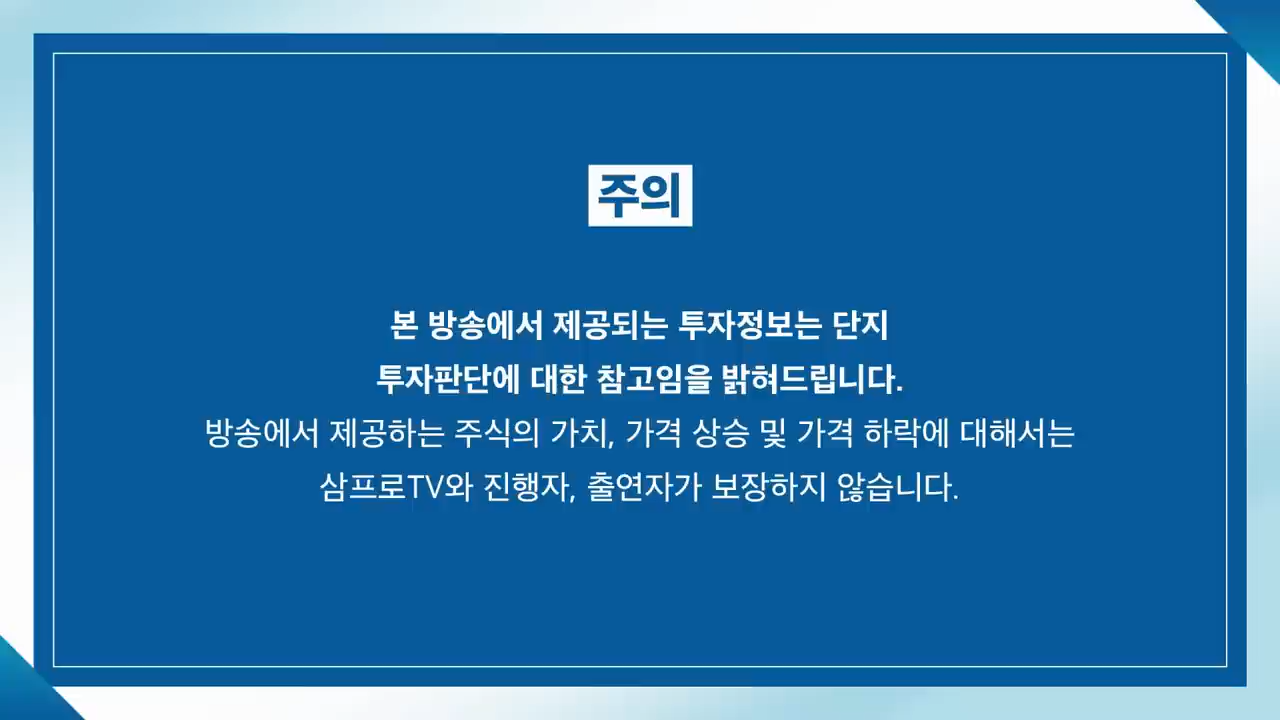 주의
본 방송에서 제공되는 투자정보는 단지
투자판단에 대한 참고임을 밝혀드립니다.
방송에서 제공하는 주식의 가치, 가격 상승 및 가격 하락에 대해서는
삼프로TV와 진행자, 출연자가 보장하지 않습니다.